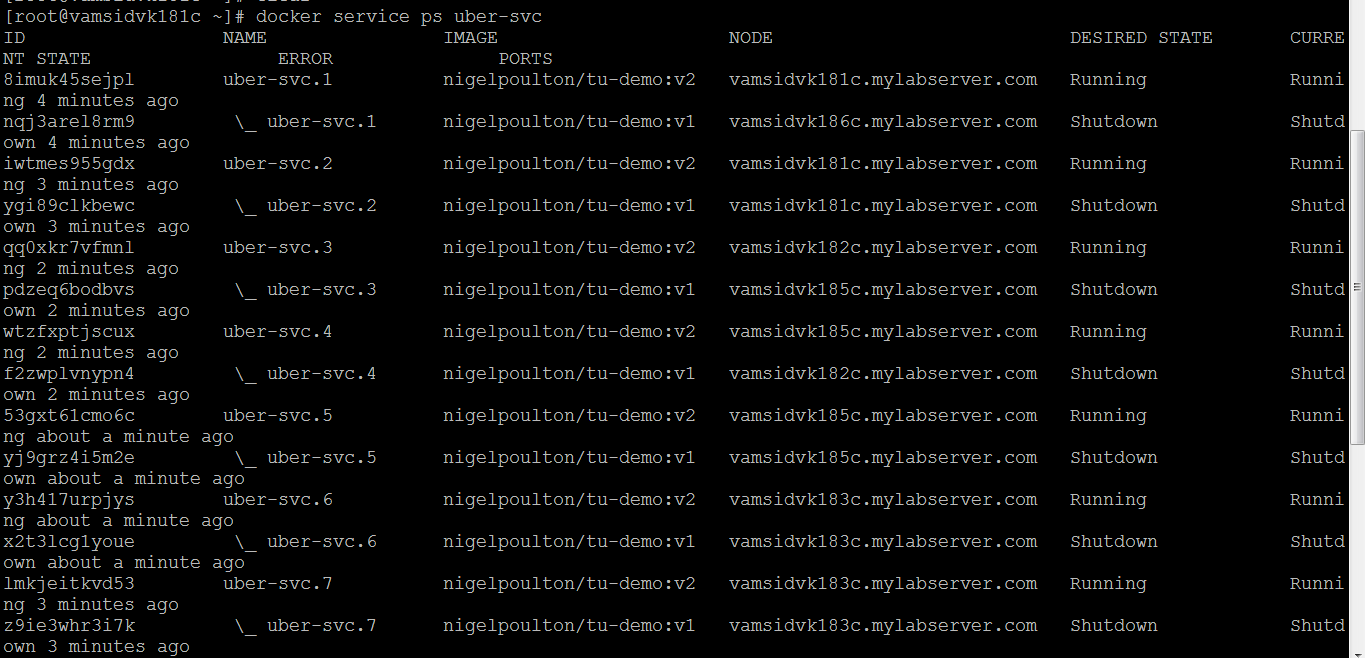 [root@vamsidvk181c ~]# docker service ps uber-svc
ID                  NAME                IMAGE                     NODE                           DESIRED STATE       CURRE
NT STATE                 ERROR               PORTS
8imuk45sejpl        uber-svc.1          nigelpoulton/tu-demo:v2   vamsidvk181c.mylabserver.com   Running             Runni
ng 4 minutes ago
nqj3arel8rm9         \_ uber-svc.1      nigelpoulton/tu-demo:v1   vamsidvk186c.mylabserver.com   Shutdown            Shutd
own 4 minutes ago
iwtmes955gdx        uber-svc.2          nigelpoulton/tu-demo:v2   vamsidvk181c.mylabserver.com   Running             Runni
ng 3 minutes ago
ygi89clkbewc         \_ uber-svc.2      nigelpoulton/tu-demo:v1   vamsidvk181c.mylabserver.com   Shutdown            Shutd
own 3 minutes ago
qq0xkr7vfmnl        uber-svc.3          nigelpoulton/tu-demo:v2   vamsidvk182c.mylabserver.com   Running             Runni
ng 2 minutes ago
pdzeq6bodbvs         \_ uber-svc.3      nigelpoulton/tu-demo:v1   vamsidvk185c.mylabserver.com   Shutdown            Shutd
own 2 minutes ago
wtzfxptjscux        uber-svc.4          nigelpoulton/tu-demo:v2   vamsidvk185c.mylabserver.com   Running             Runni
ng 2 minutes ago
f2zwplvnypn4         \_ uber-svc.4      nigelpoulton/tu-demo:v1   vamsidvk182c.mylabserver.com   Shutdown            Shutd
own 2 minutes ago
53gxt61cmo6c        uber-svc.5          nigelpoulton/tu-demo:v2   vamsidvk185c.mylabserver.com   Running             Runni
ng about a minute ago
yj9grz4i5m2e         \_ uber-svc.5      nigelpoulton/tu-demo:v1   vamsidvk185c.mylabserver.com   Shutdown            Shutd
own about a minute ago
y3h417urpjys        uber-svc.6          nigelpoulton/tu-demo:v2   vamsidvk183c.mylabserver.com   Running             Runni
ng about a minute ago
x2t3lcg1youe         \_ uber-svc.6      nigelpoulton/tu-demo:v1   vamsidvk183c.mylabserver.com   Shutdown            Shutd
own about a minute ago
lmkjeitkvd53        uber-svc.7          nigelpoulton/tu-demo:v2   vamsidvk183c.mylabserver.com   Running             Runni
ng 3 minutes ago
z9ie3whr3i7k         \_ uber-svc.7      nigelpoulton/tu-demo:v1   vamsidvk183c.mylabserver.com   Shutdown            Shutd
own 3 minutes ago